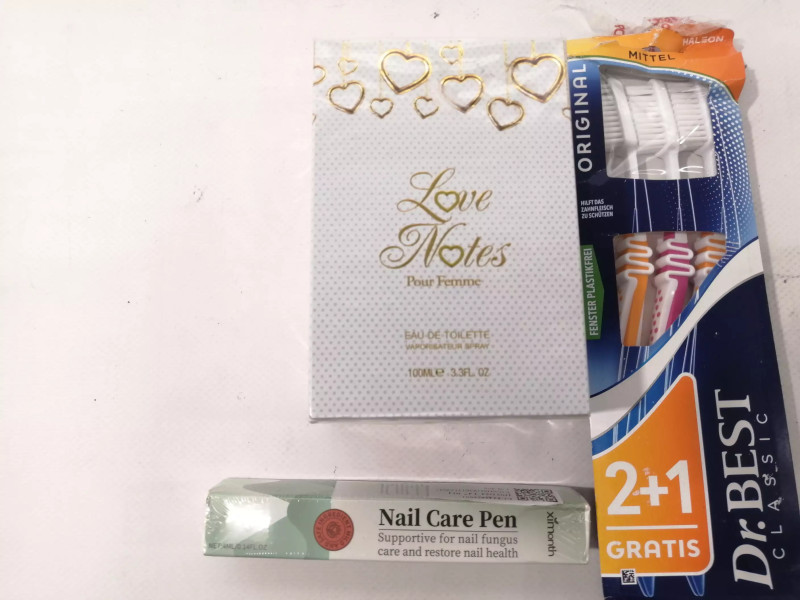 Love
Notes
Pour Femme
EAU DE TOILETTE
VAPORISATEUR SPRAY
100ML e 3.3FL. OZ
MITTEL
ORIGINAL
HILFT DAS
ZAHNFLEISCH
ZU SCHÜTZEN
FENSTER PLASTIKFREI
2+1
GRATIS
Dr.BEST
CLASSIC
Nail Care Pen
Supportive for nail fungus
care and restore nail health
ximonth